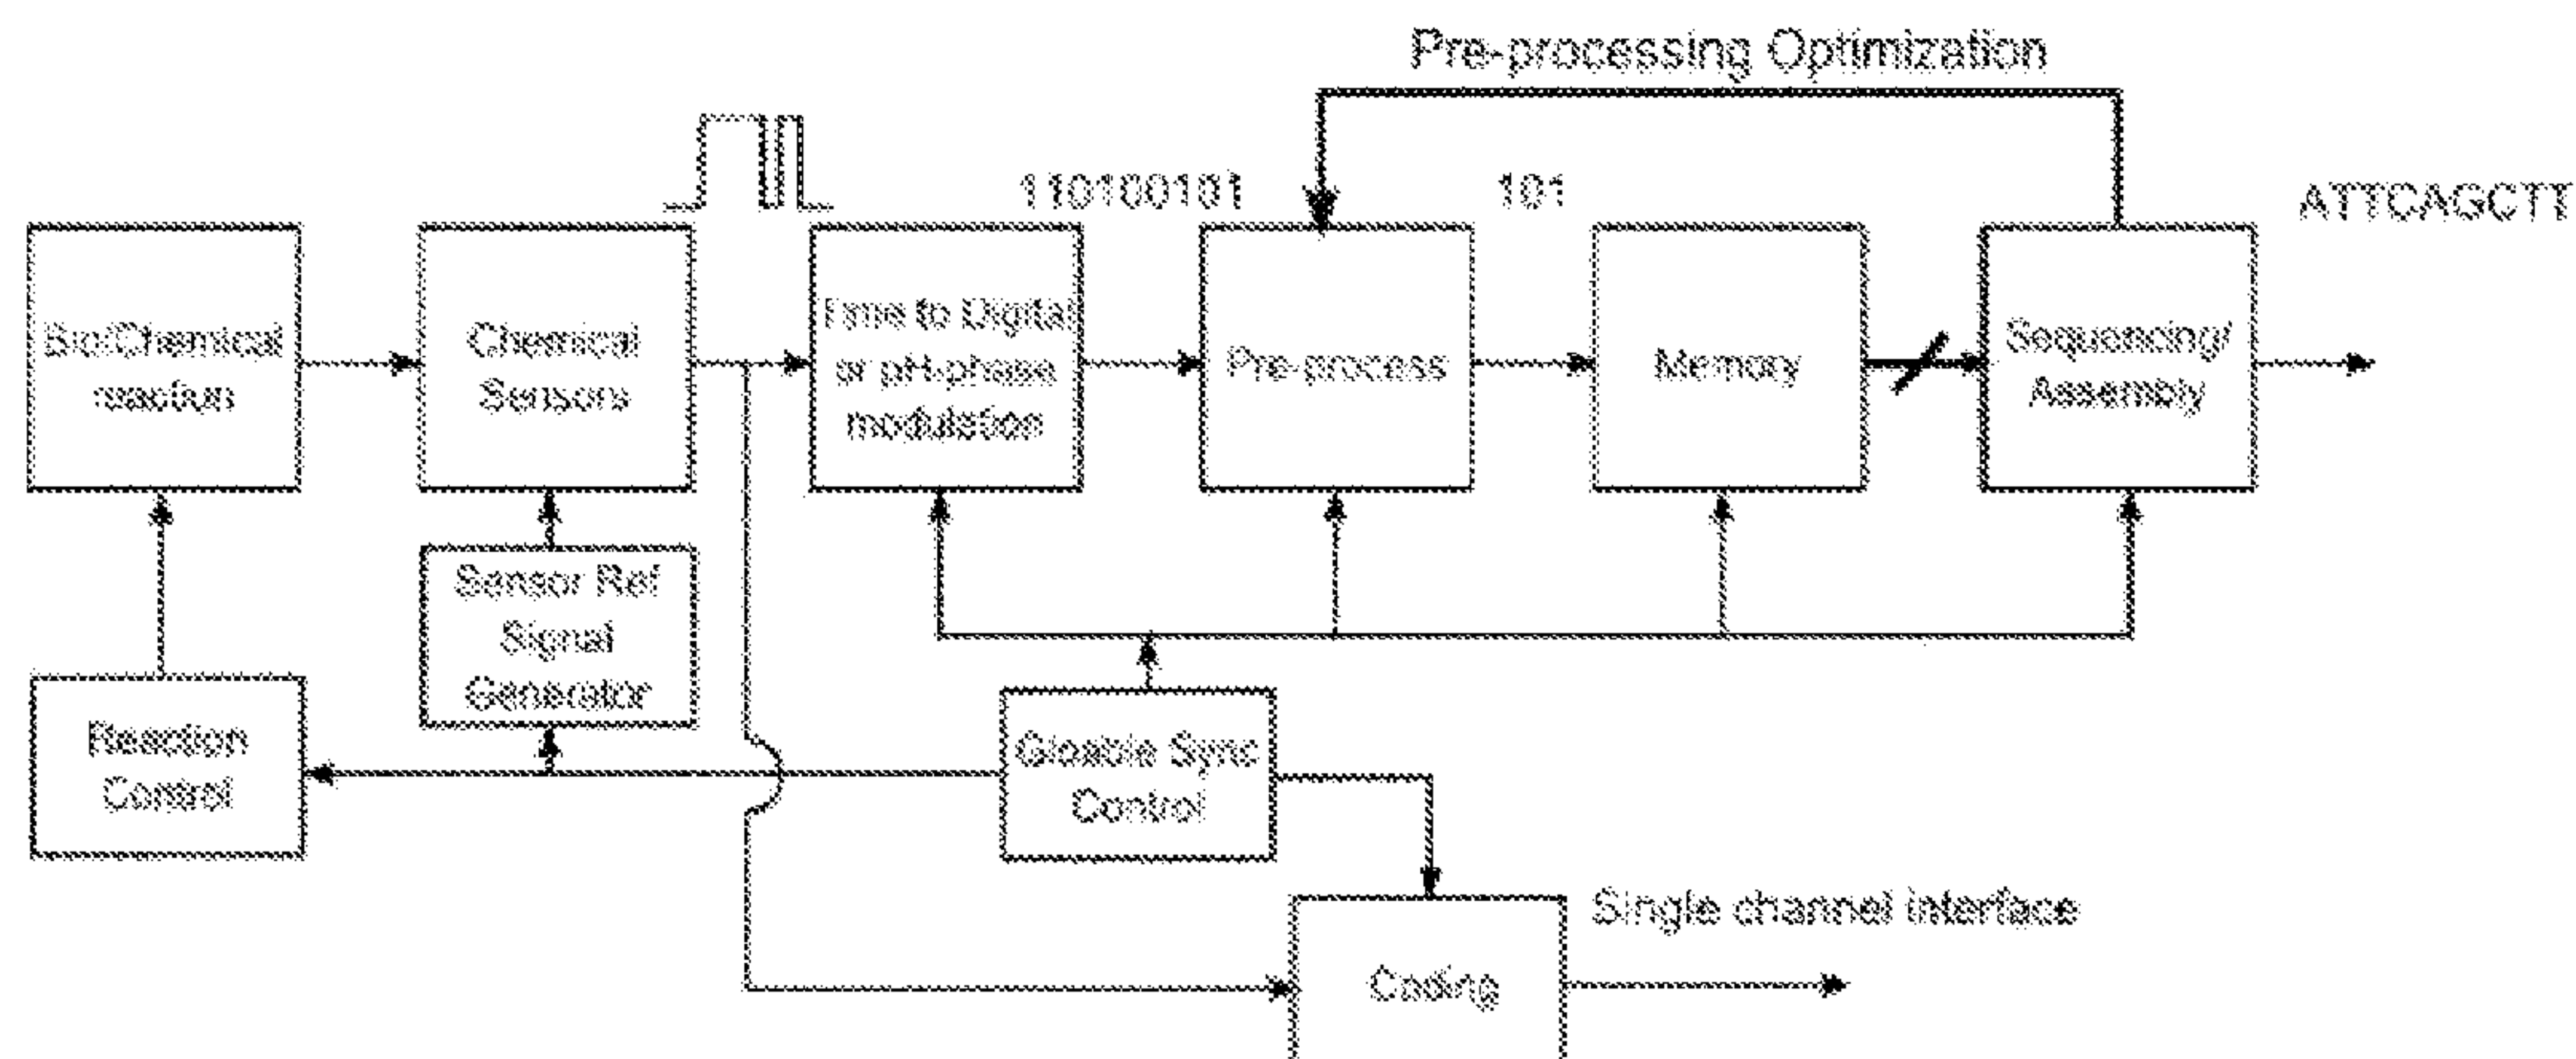 Pre-processing Optimization
110100101
101
ATTCAGCTT
Bio/Chemical
reaction
Chemical
Sensors
Time to Digital
or pH-phase
modulation
Pre-process
Memory
Sequencing/
Assembly
Sensor Ref
Signal
Generator
Reaction
Control
Gloable Sync
Control
Single channel interface
Coding